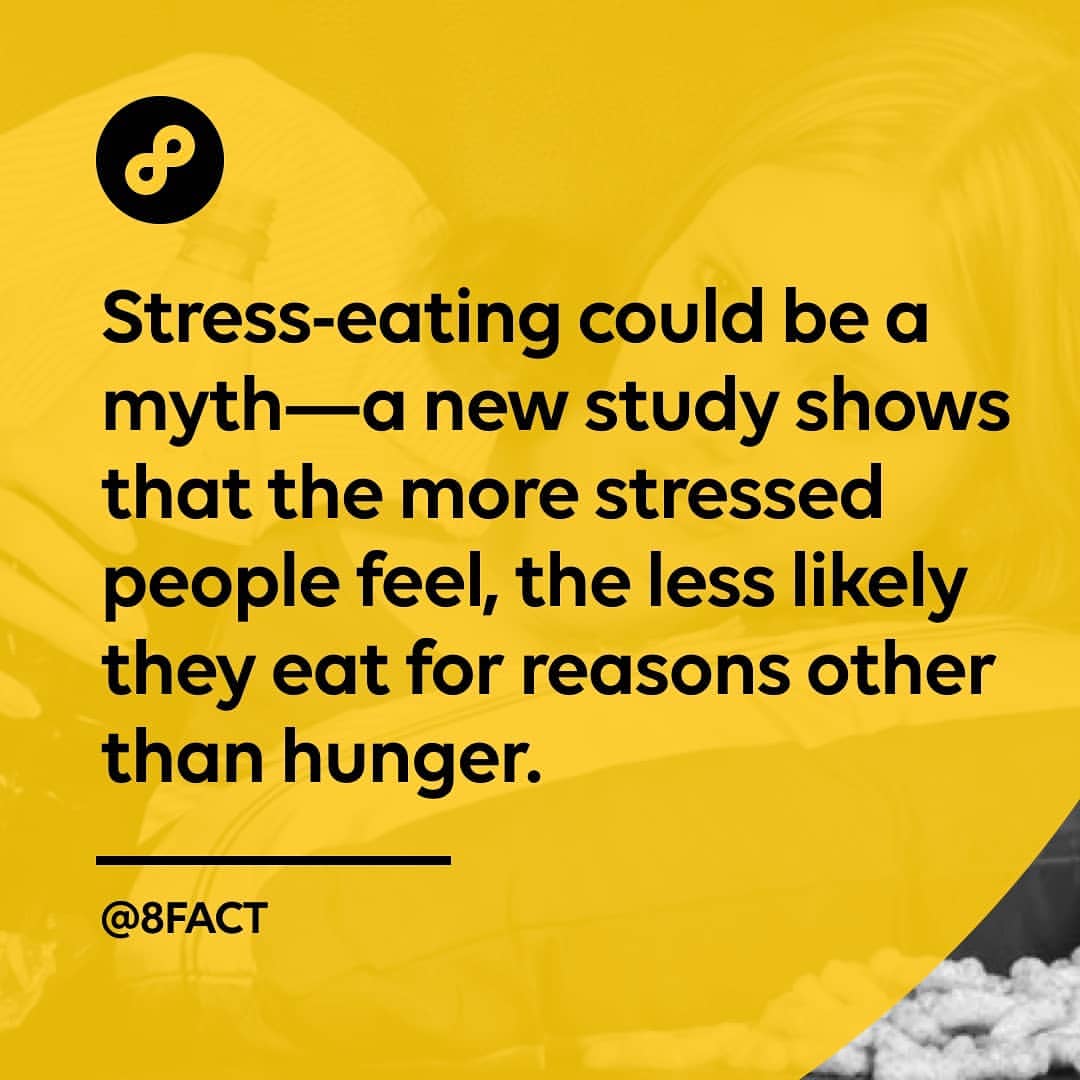 Stress-eating could be a
myth—a new study shows
that the more stressed
people feel, the less likely
they eat for reasons other
than hunger.
@8FACT